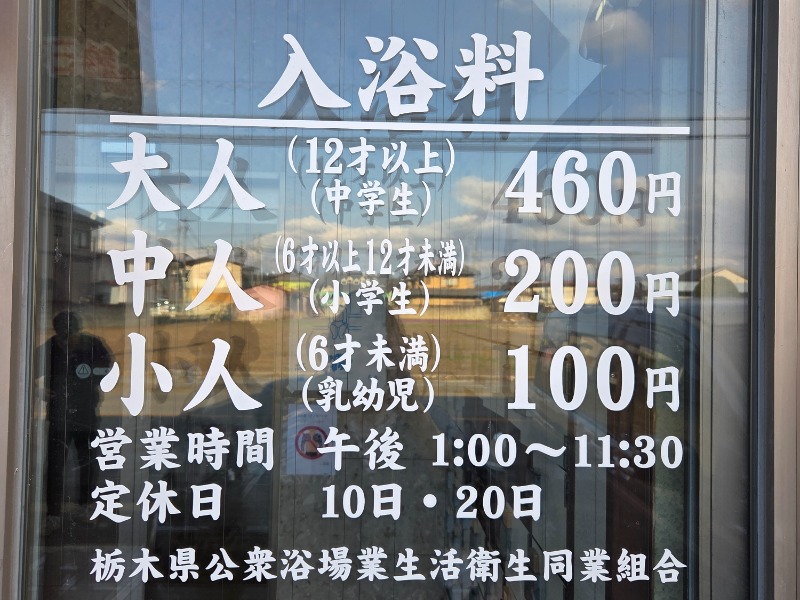 入浴料
大人 (12才以上) (中学生) 460円
中人 (6才以上12才未満) (小学生) 200円
小人 (6才未満) (乳幼児) 100円
営業時間 午後 1:00〜11:30
定休日 10日・20日
栃木県公衆浴場業生活衛生同業組合